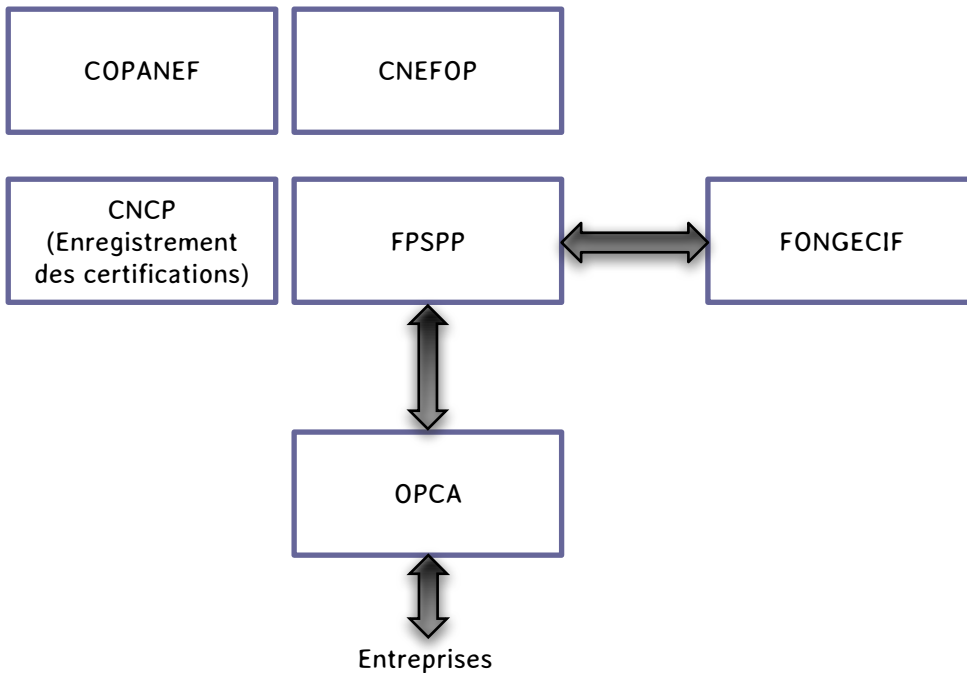 COPANEF
CNEFOP
CNCP
(Enregistrement
des certifications)
FPSPP
FONGECIF
OPCA
Entreprises